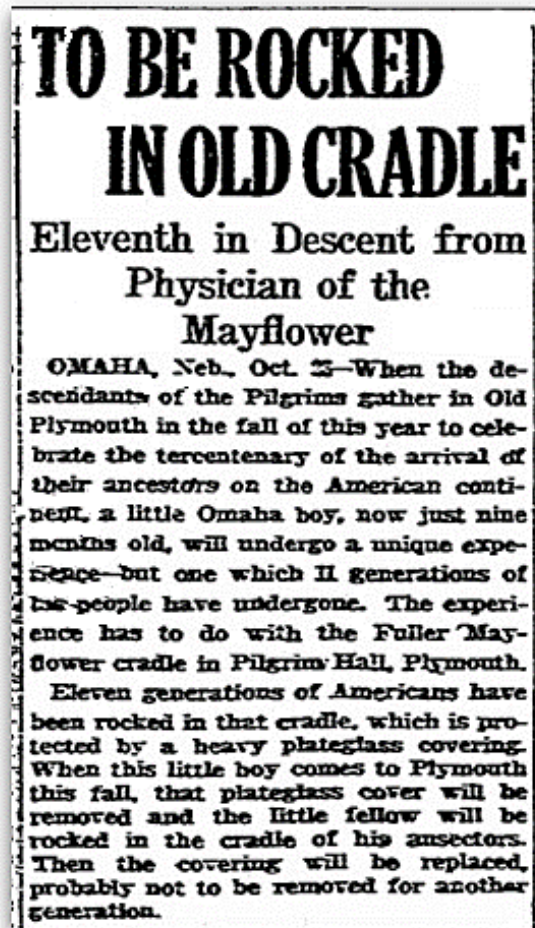 TO BE ROCKED
IN OLD CRADLE
Eleventh in Descent from
Physician of the
Mayflower
OMAHA, Neb., Oct. —When the de-
scendants of the Pilgrims gather in Old
Plymouth in the fall of this year to cele-
brate the tercentenary of the arrival of
their ancestors on the American conti-
nent, a little Omaha boy, now just nine
months old, will undergo a unique expe-
rience—but one which 11 generations of
his people have undergone. The experi-
ence has to do with the Fuller May-
flower cradle in Pilgrim Hall, Plymouth.
Eleven generations of Americans have
been rocked in that cradle, which is pro-
tected by a heavy plateglass covering.
When this little boy comes to Plymouth
this fall, that plateglass cover will be
removed and the little fellow will be
rocked in the cradle of his ansectors.
Then the covering will be replaced,
probably not to be removed for another
generation.